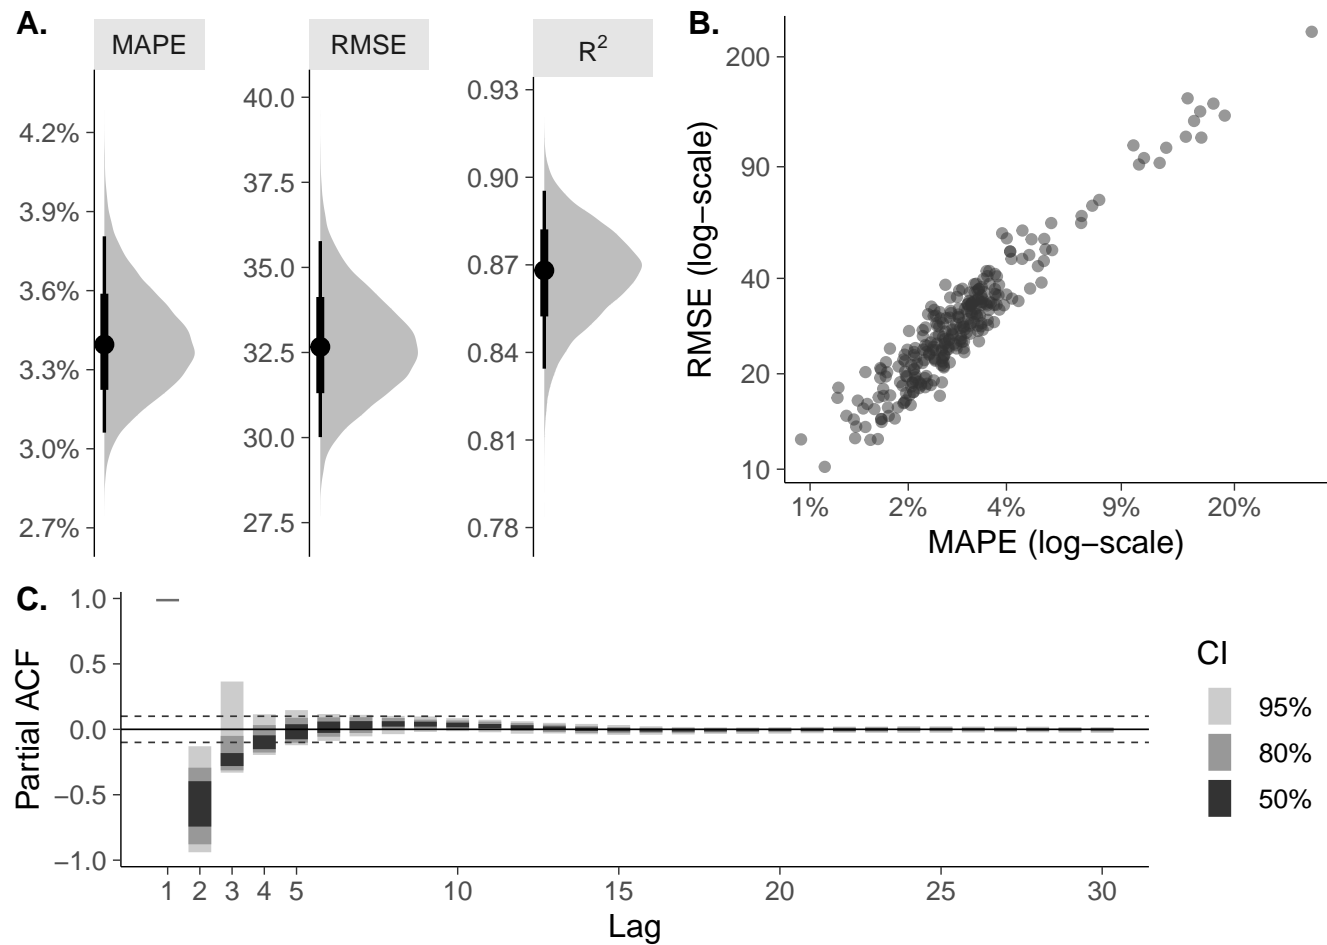 A.
MAPE
4.2%
3.9%
3.6%
3.3%
3.0%
2.7%
RMSE
40.0
37.5
35.0
32.5
30.0
27.5
R²
0.93
0.90
0.87
0.84
0.81
0.78
B.
RMSE (log−scale)
200
90
40
20
10
1% 2% 4% 9% 20%
MAPE (log−scale)
C.
Partial ACF
1.0
0.5
0.0
−0.5
−1.0
1 2 3 4 5 10 15 20 25 30
Lag
CI
95%
80%
50%